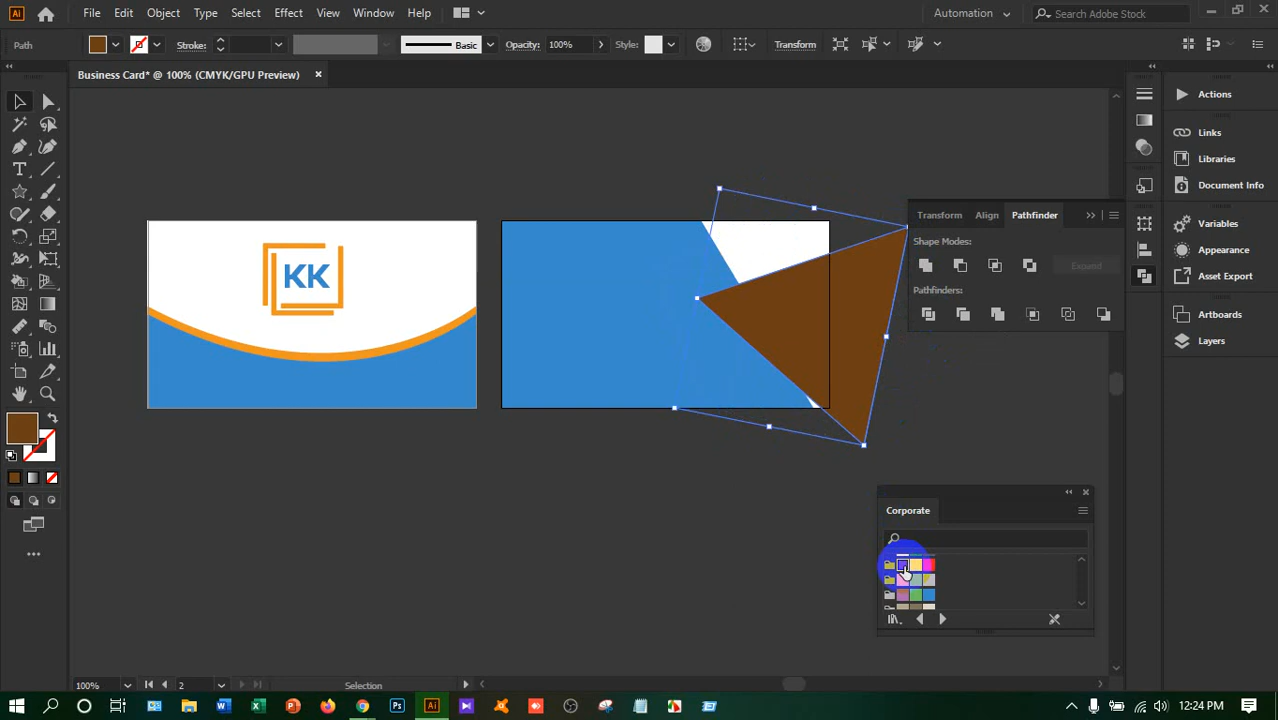 Ai
File
Edit
Object
Type
Select
Effect
View
Window
Help
Automation
Search Adobe Stock
Path
Stroke:
Basic
Opacity:
100%
Style:
Transform
Business Card* @ 100% (CMYK/GPU Preview)
Actions
Links
Libraries
Document Info
Variables
Appearance
Asset Export
Artboards
Layers
Transform
Align
Pathfinder
Shape Modes:
Expand
Pathfinders:
KK
Corporate
100%
2
Selection
12:24 PM